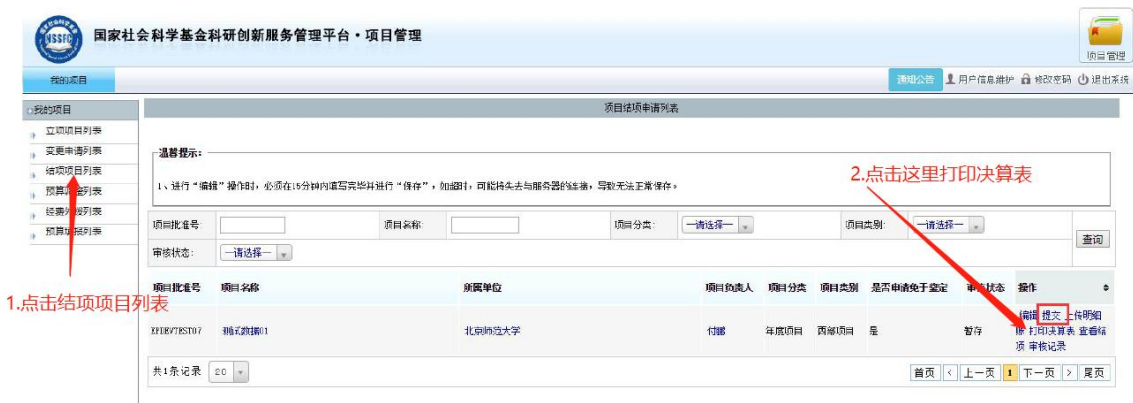 NSSFC
国家社会科学基金科研创新服务管理平台·项目管理
项目管理
我的项目
通知公告 用户信息维护 修改密码 退出系统
我的项目
项目结项申请列表
立项项目列表
变更申请列表
结项项目列表
预算 列表
经费外拨列表
预算 列表
温馨提示:
1、进行“编辑”操作时，必须在15分钟内填写完毕并进行“保存”，如超时，可能将失去与服务器的连接，导致无法正常保存。
2.点击这里打印决算表
项目批准号: 项目名称: 项目分类: —请选择— 项目类别: —请选择—
审核状态: —请选择— 查询
1.点击结项项目列表
项目批准号 项目名称 所属单位 项目负责人 项目分类 项目类别 是否申请免于鉴定 审核状态 操作
测试数据01 北京师范大学 付鹏 年度项目 西部项目 是 暂存
编辑 提交 上传明细
账 打印决算表 查看结
项 审核记录
共1条记录 20 首页 < 上一页 1 下一页 > 尾页